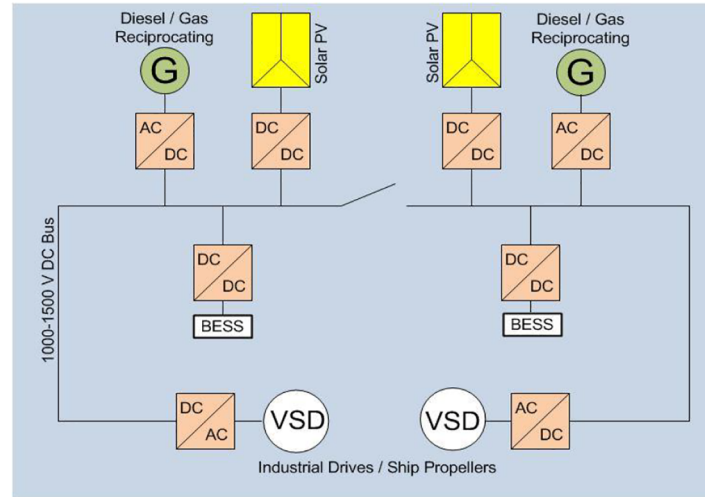 Diesel / Gas
Reciprocating
G
Solar PV
Solar PV
Diesel / Gas
Reciprocating
G
AC
DC
DC
DC
DC
DC
AC
DC
1000-1500 V DC Bus
DC
DC
BESS
DC
DC
BESS
DC
AC
VSD
VSD
AC
DC
Industrial Drives / Ship Propellers